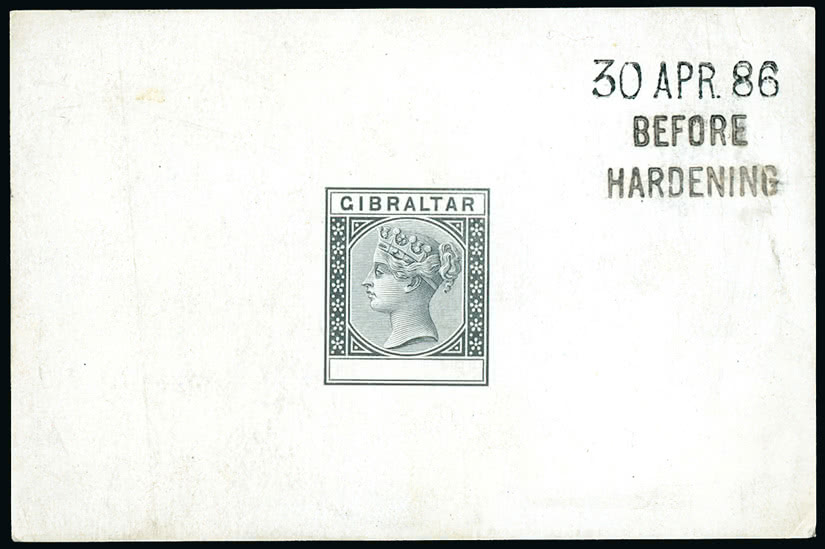 30 APR. 86
BEFORE
HARDENING
GIBRALTAR